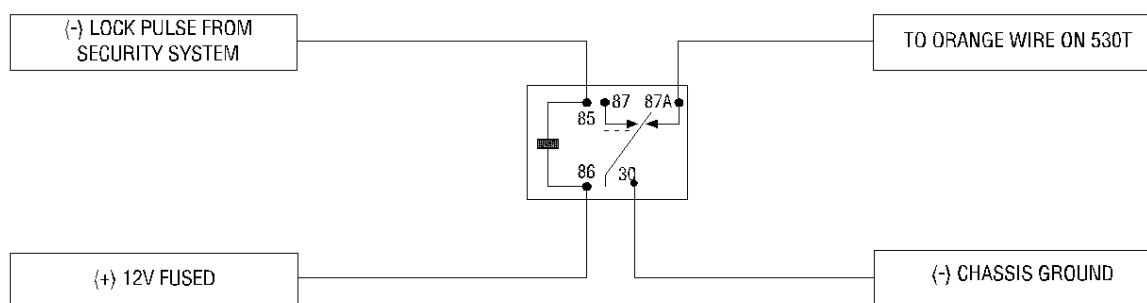 (-) LOCK PULSE FROM
SECURITY SYSTEM
TO ORANGE WIRE ON 530T
87 87A
85
86 30
(+) 12V FUSED
(-) CHASSIS GROUND